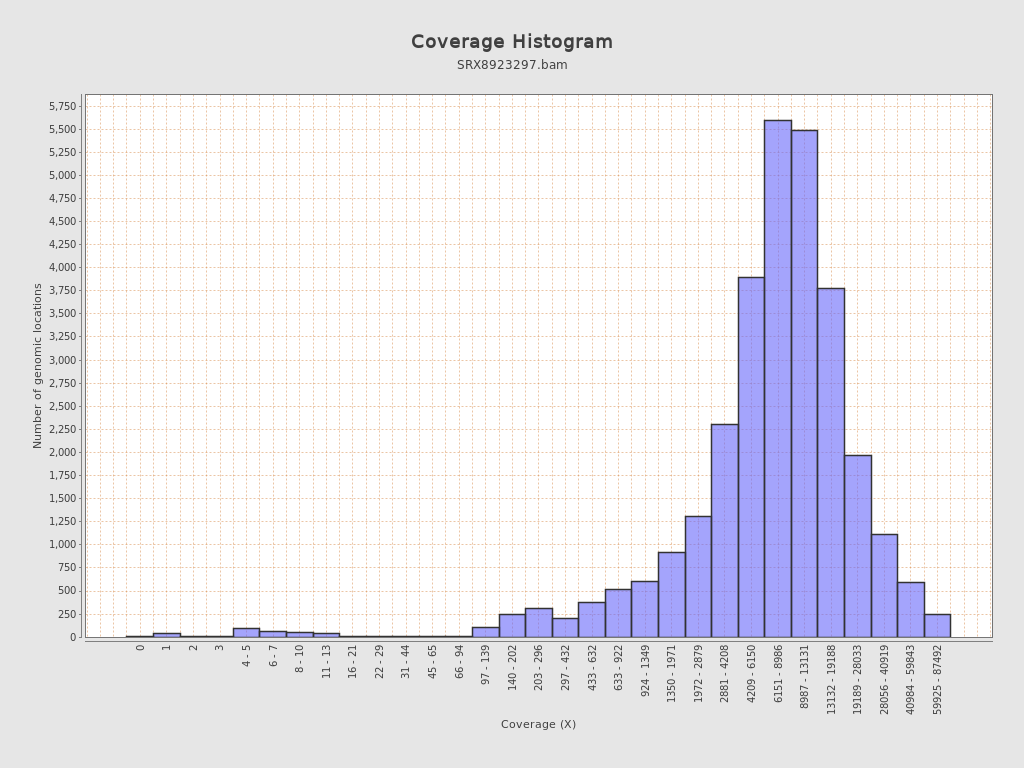 Coverage Histogram
SRX8923297.bam
5,750
5,500
5,250
5,000
4,750
4,500
4,250
4,000
3,750
3,500
3,250
3,000
2,750
2,500
2,250
2,000
1,750
1,500
1,250
1,000
750
500
250
0
Number of genomic locations
0
1
2
3
4 - 5
6 - 7
8 - 10
11 - 13
16 - 21
22 - 29
31 - 44
45 - 65
66 - 94
97 - 139
140 - 202
203 - 296
297 - 432
433 - 632
633 - 922
924 - 1349
1350 - 1971
1972 - 2879
2881 - 4208
4209 - 6150
6151 - 8986
8987 - 13131
13132 - 19188
19189 - 28033
28056 - 40919
40984 - 59843
59925 - 87492
Coverage (X)